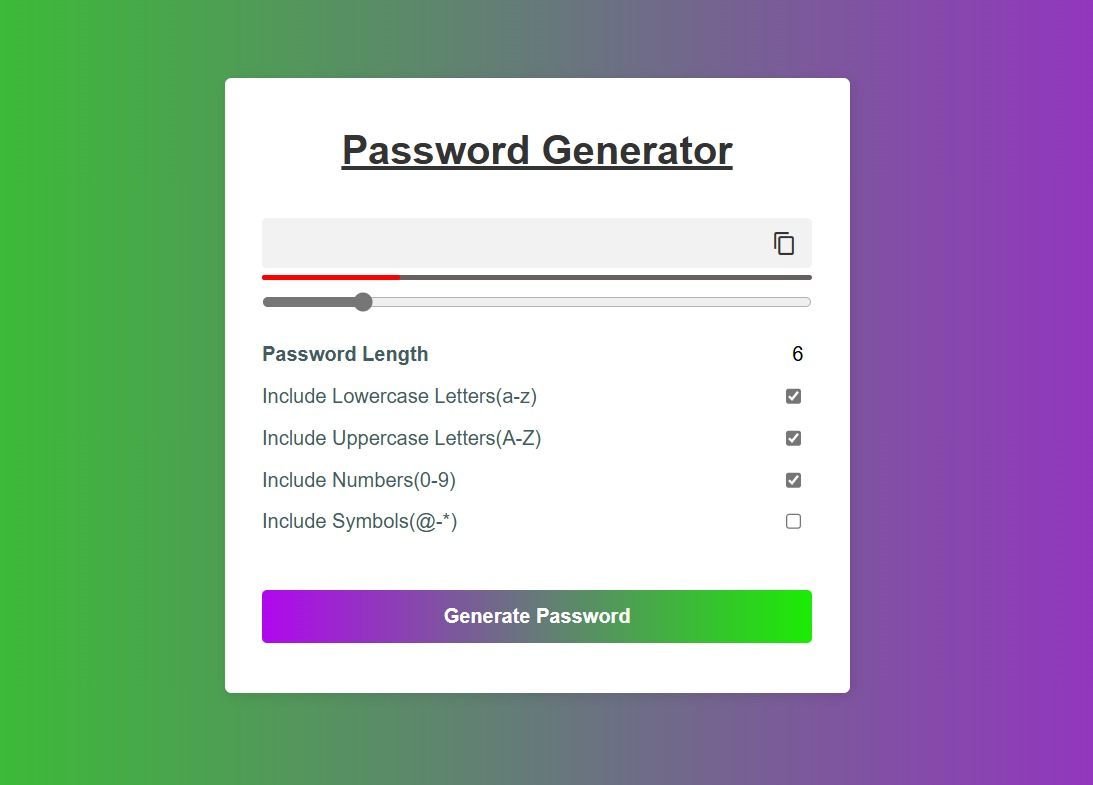 Password Generator
Password Length 6
Include Lowercase Letters(a-z)
Include Uppercase Letters(A-Z)
Include Numbers(0-9)
Include Symbols(@-*)
Generate Password